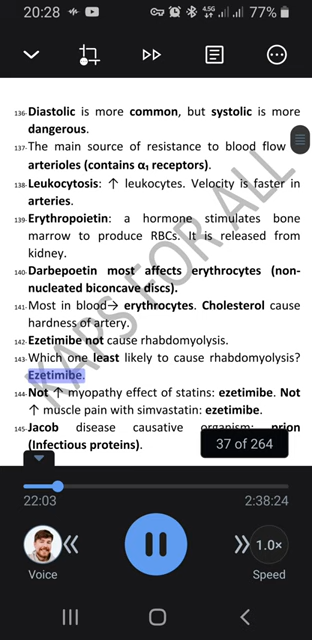 20:28
4.5G
77%
136- Diastolic is more common, but systolic is more
dangerous.
137- The main source of resistance to blood flow
arterioles (contains α₁ receptors).
138- Leukocytosis: ↑ leukocytes. Velocity is faster in
arteries.
139- Erythropoietin: a hormone stimulates bone
marrow to produce RBCs. It is released from
kidney.
140- Darbepoetin most affects erythrocytes (non-
nucleated biconcave discs).
141- Most in blood→ erythrocytes. Cholesterol cause
hardness of artery.
142- Ezetimibe not cause rhabdomyolysis.
143- Which one least likely to cause rhabdomyolysis?
Ezetimibe.
144- Not ↑ myopathy effect of statins: ezetimibe. Not
↑ muscle pain with simvastatin: ezetimibe.
145- Jacob disease causative organism: prion
(Infectious proteins).
KAPS FOR ALL
37 of 264
22:03
2:38:24
1.0×
Voice
Speed